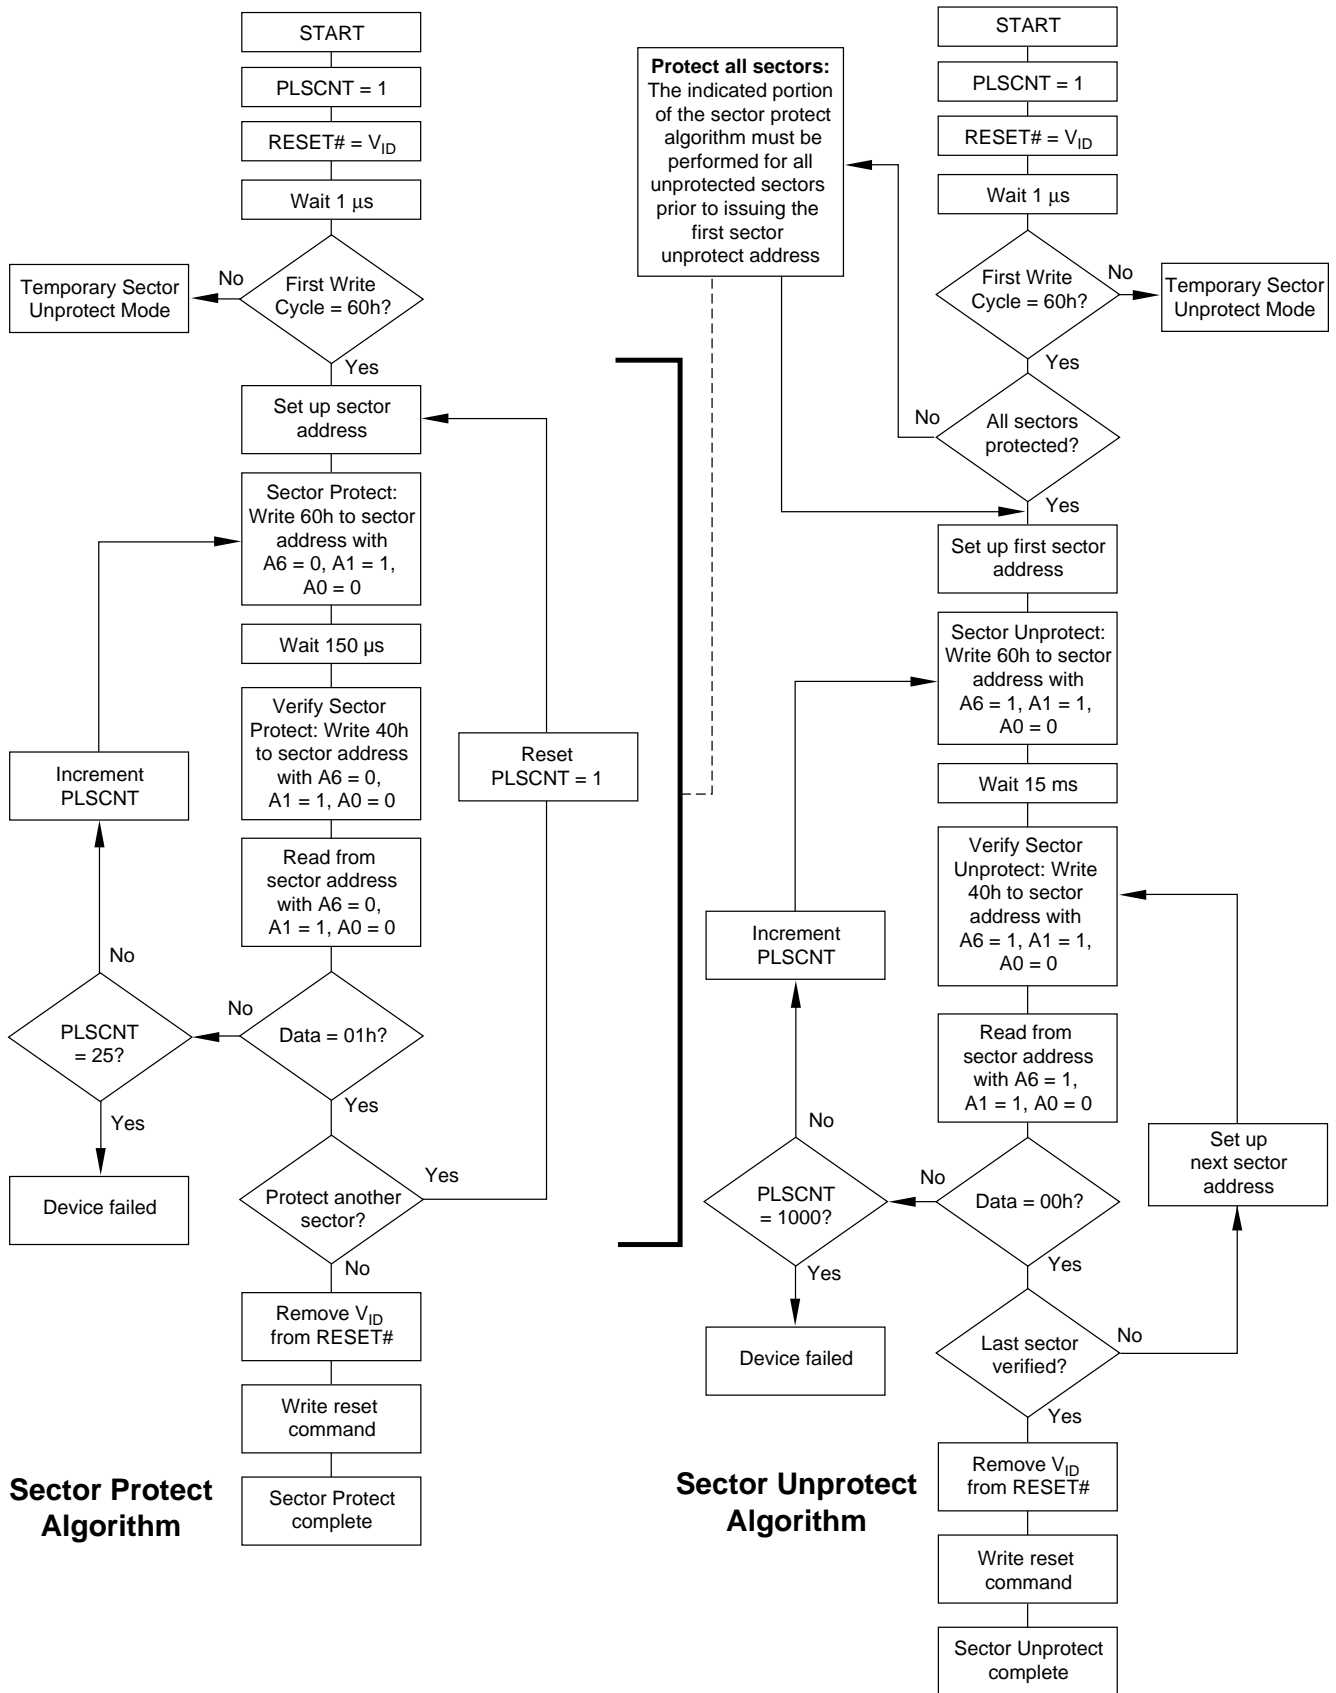 START
PLSCNT = 1
RESET# = VID
Wait 1 μs
First Write
Cycle = 60h?
No
Temporary Sector
Unprotect Mode
Yes
Set up sector
address
Sector Protect:
Write 60h to sector
address with
A6 = 0, A1 = 1,
A0 = 0
Wait 150 µs
Verify Sector
Protect: Write 40h
to sector address
with A6 = 0,
A1 = 1, A0 = 0
Reset
PLSCNT = 1
Increment
PLSCNT
Read from
sector address
with A6 = 0,
A1 = 1, A0 = 0
No
No
PLSCNT
= 25?
Data = 01h?
Yes
Yes
Device failed
Protect another
sector?
Yes
No
Remove VID
from RESET#
Write reset
command
Sector Protect
complete
Sector Protect
Algorithm
Protect all sectors:
The indicated portion
of the sector protect
algorithm must be
performed for all
unprotected sectors
prior to issuing the
first sector
unprotect address
START
PLSCNT = 1
RESET# = VID
Wait 1 μs
First Write
Cycle = 60h?
No
Temporary Sector
Unprotect Mode
Yes
No
All sectors
protected?
Yes
Set up first sector
address
Sector Unprotect:
Write 60h to sector
address with
A6 = 1, A1 = 1,
A0 = 0
Wait 15 ms
Verify Sector
Unprotect: Write
40h to sector
address with
A6 = 1, A1 = 1,
A0 = 0
Increment
PLSCNT
Read from
sector address
with A6 = 1,
A1 = 1, A0 = 0
No
No
PLSCNT
= 1000?
Data = 00h?
Set up
next sector
address
Yes
Yes
Device failed
Last sector
verified?
No
Yes
Remove VID
from RESET#
Write reset
command
Sector Unprotect
complete
Sector Unprotect
Algorithm